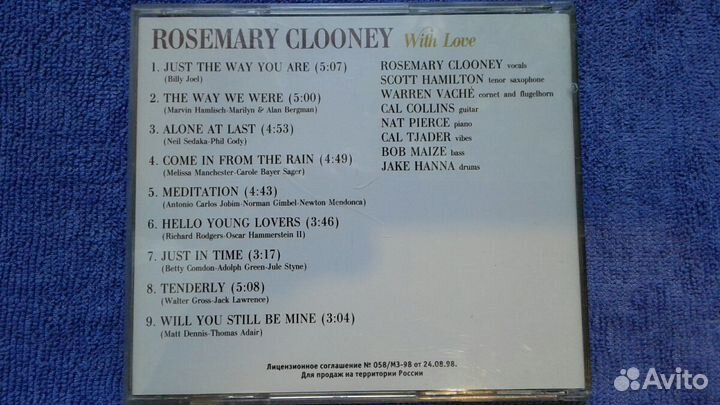 ROSEMARY CLOONEY With Love
1. JUST THE WAY YOU ARE (5:07)
(Billy Joel)
2. THE WAY WE WERE (5:00)
(Marvin Hamlisch-Marilyn & Alan Bergman)
3. ALONE AT LAST (4:53)
(Neil Sedaka-Phil Cody)
4. COME IN FROM THE RAIN (4:49)
(Melissa Manchester-Carole Bayer Sager)
5. MEDITATION (4:43)
(Antonio Carlos Jobim-Norman Gimbel-Newton Mendonca)
6. HELLO YOUNG LOVERS (3:46)
(Richard Rodgers-Oscar Hammerstein II)
7. JUST IN TIME (3:17)
(Betty Comdon-Adolph Green-Jule Styne)
8. TENDERLY (5:08)
(Walter Gross-Jack Lawrence)
9. WILL YOU STILL BE MINE (3:04)
(Matt Dennis-Thomas Adair)
ROSEMARY CLOONEY vocals
SCOTT HAMILTON tenor saxophone
WARREN VACHÉ cornet and flugelhorn
CAL COLLINS guitar
NAT PIERCE piano
CAL TJADER vibes
BOB MAIZE bass
JAKE HANNA drums
Лицензионное соглашение № 058/МЗ-98 от 24.08.98.
Для продаж на территории России
Avito